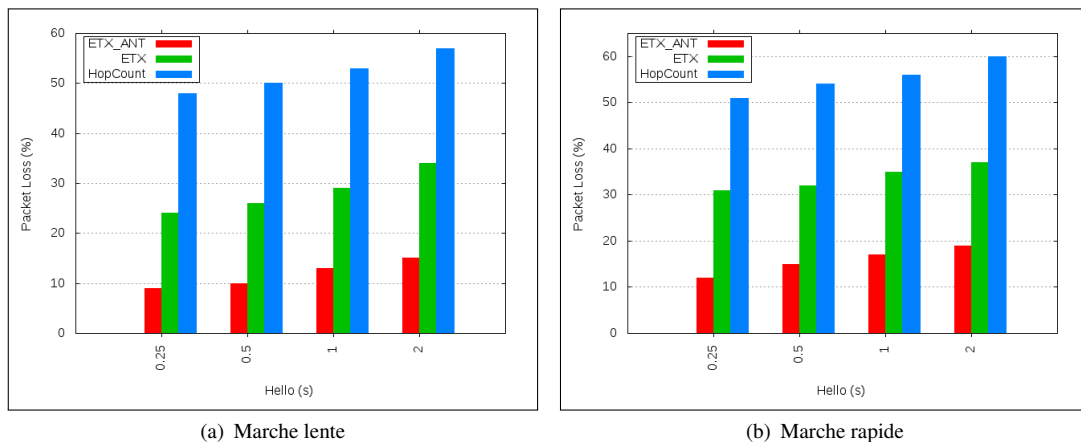 60
50
40
30
20
10
0
Packet Loss (%)
ETX_ANT
ETX
HopCount
0.25
0.5
1
2
Hello (s)
(a) Marche lente
60
50
40
30
20
10
0
Packet Loss (%)
ETX_ANT
ETX
HopCount
0.25
0.5
1
2
Hello (s)
(b) Marche rapide